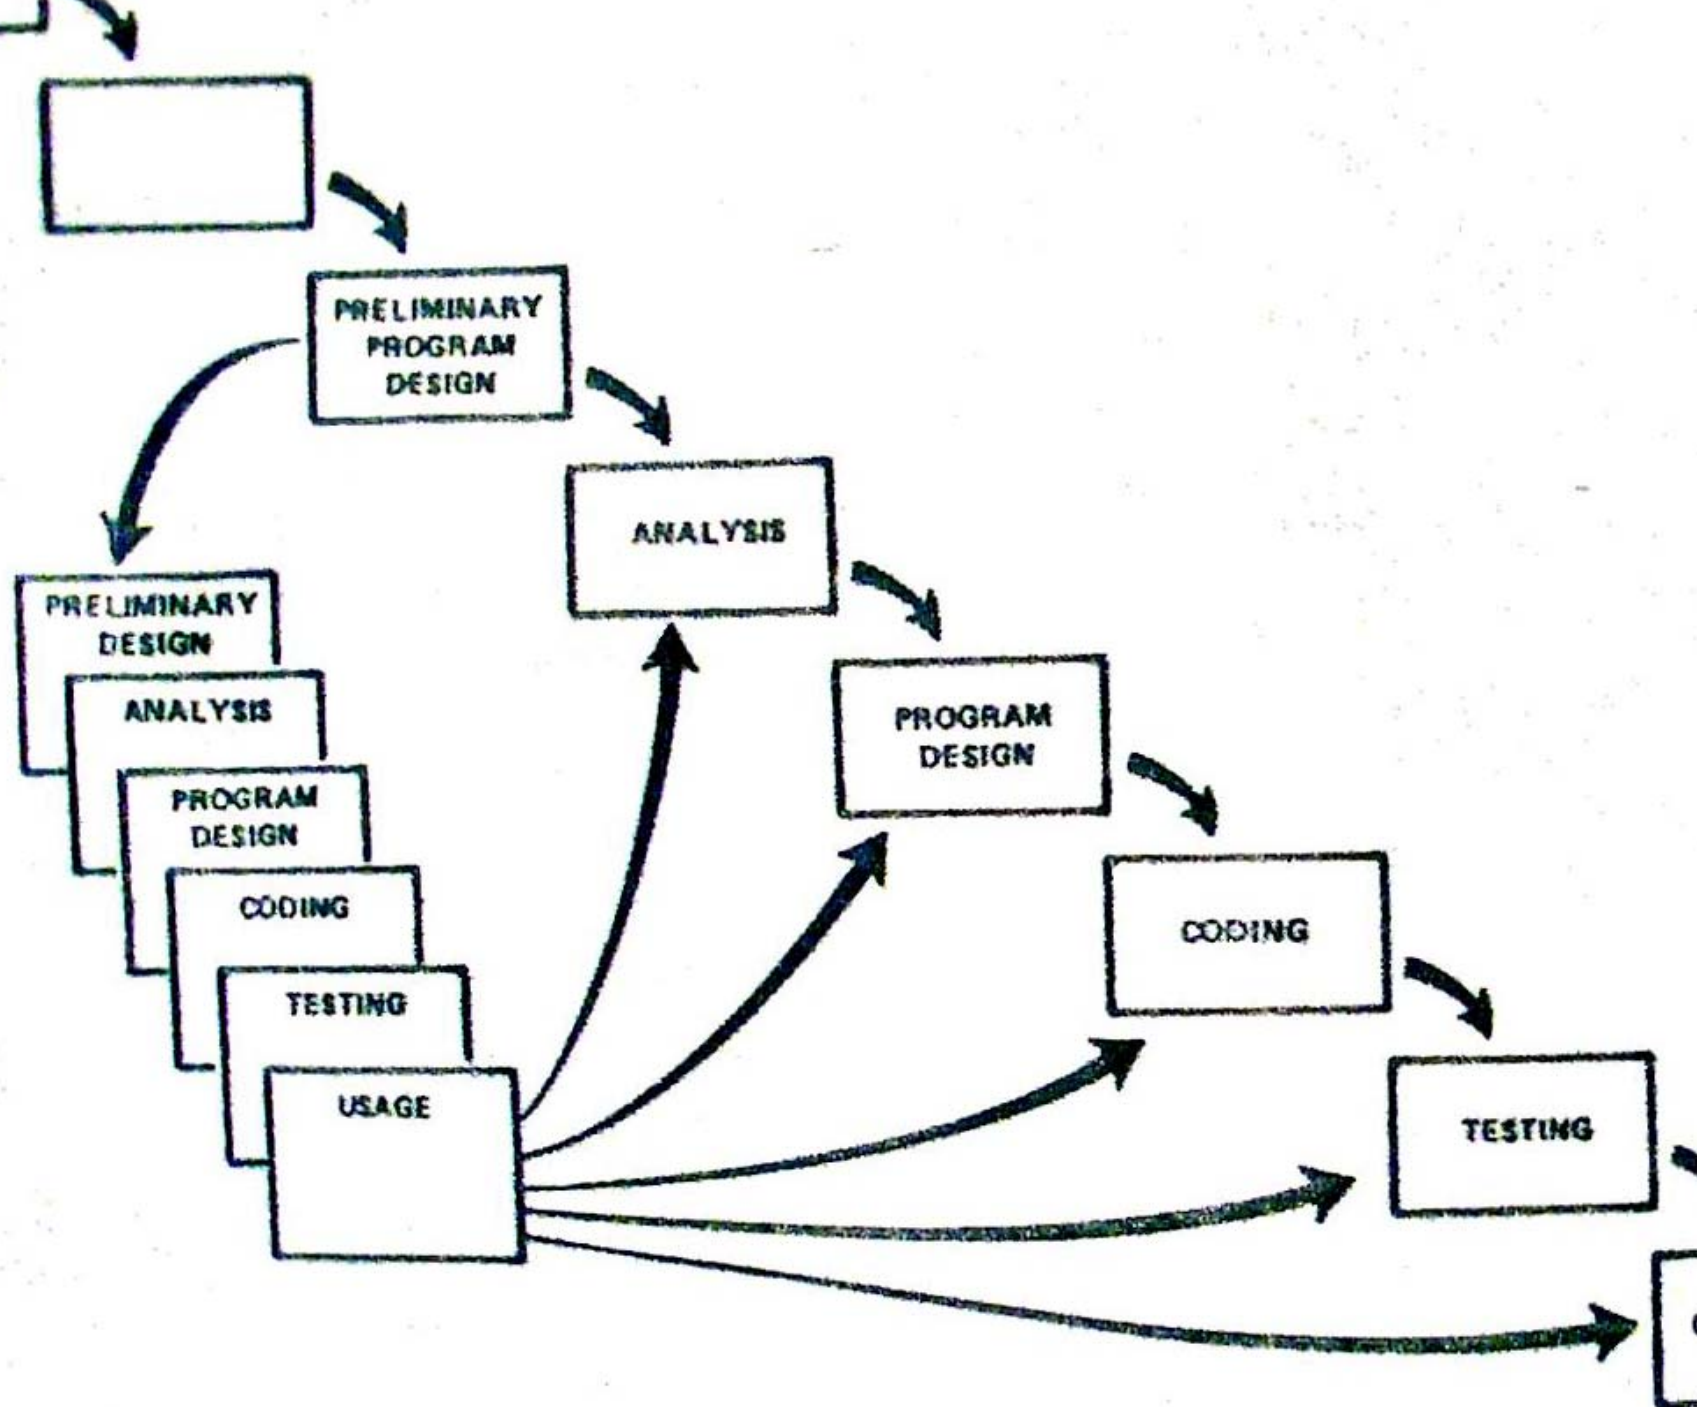 PRELIMINARY
PROGRAM
DESIGN
ANALYSIS
PROGRAM
DESIGN
CODING
TESTING
PRELIMINARY
DESIGN
ANALYSIS
PROGRAM
DESIGN
CODING
TESTING
USAGE